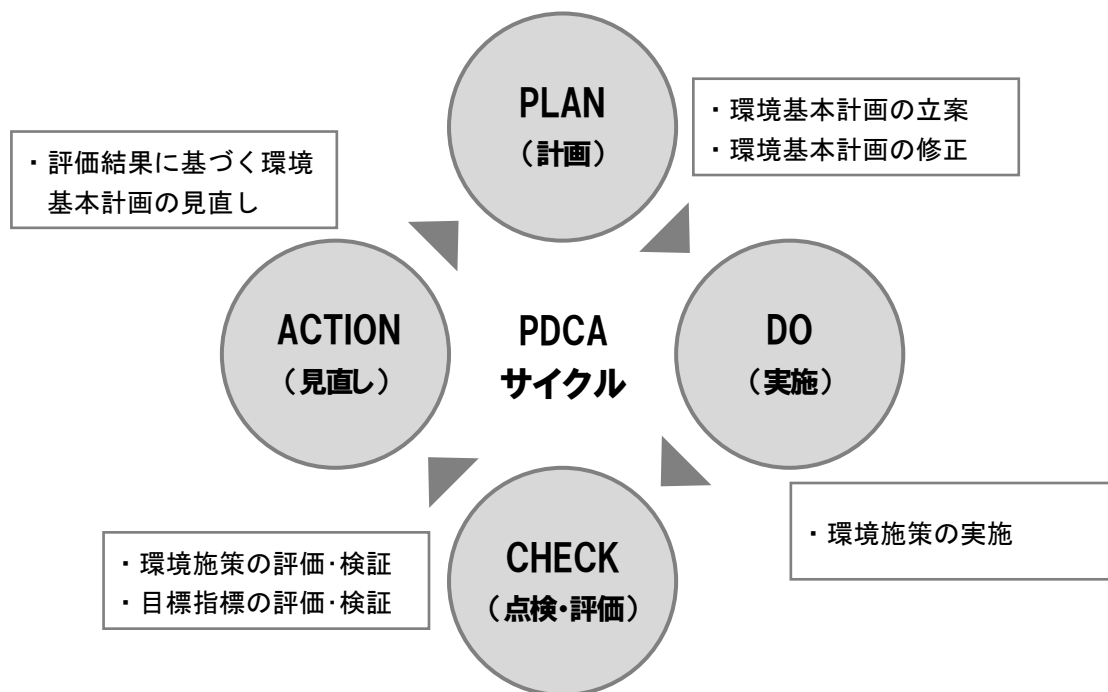 PLAN
（計画）
・環境基本計画の立案
・環境基本計画の修正
・評価結果に基づく環境
基本計画の見直し
ACTION
（見直し）
PDCA
サイクル
DO
（実施）
・環境施策の評価･検証
・目標指標の評価･検証
CHECK
（点検・評価）
・環境施策の実施